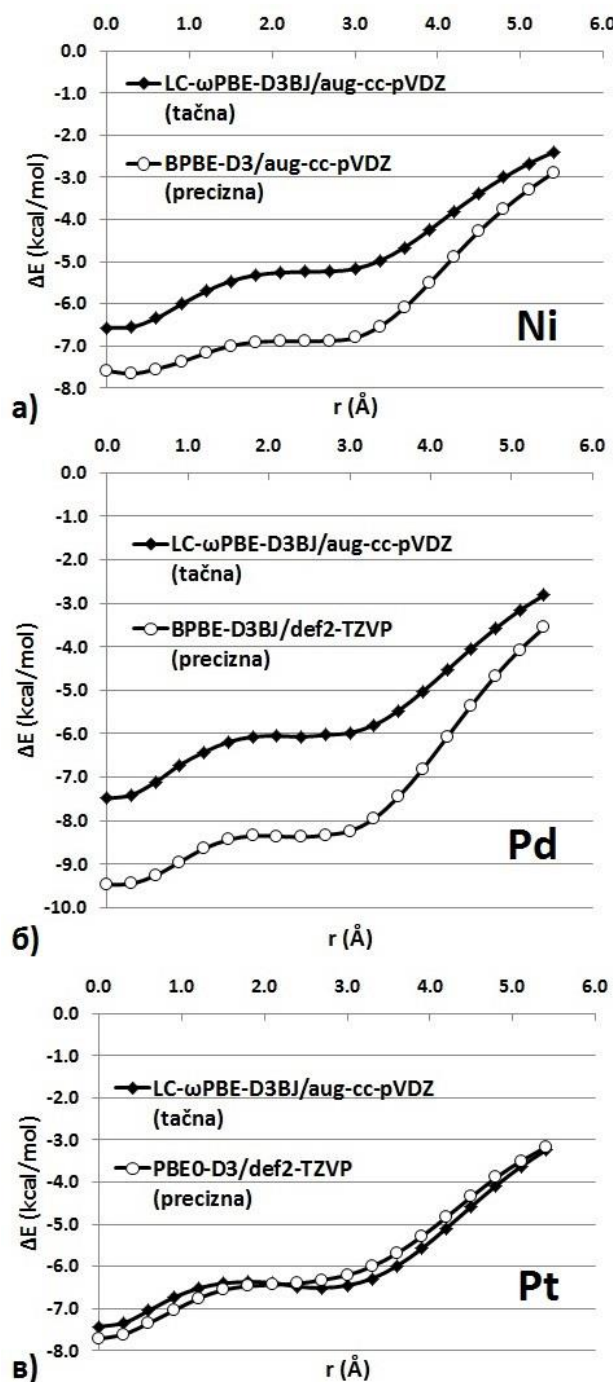 0.0 1.0 2.0 3.0 4.0 5.0 6.0
0.0
-1.0
-2.0
-3.0
-4.0
-5.0
-6.0
-7.0
-8.0
ΔE (kcal/mol)
LC-ωPBE-D3BJ/aug-cc-pVDZ
(tačna)
BPBE-D3/aug-cc-pVDZ
(precizna)
Ni
а)
r (Å)
0.0 1.0 2.0 3.0 4.0 5.0 6.0
0.0
-1.0
-2.0
-3.0
-4.0
-5.0
-6.0
-7.0
-8.0
-9.0
-10.0
ΔE (kcal/mol)
LC-ωPBE-D3BJ/aug-cc-pVDZ
(tačna)
BPBE-D3BJ/def2-TZVP
(precizna)
Pd
б)
r (Å)
0.0 1.0 2.0 3.0 4.0 5.0 6.0
0.0
-1.0
-2.0
-3.0
-4.0
-5.0
-6.0
-7.0
-8.0
ΔE (kcal/mol)
LC-ωPBE-D3BJ/aug-cc-pVDZ
(tačna)
PBE0-D3/def2-TZVP
(precizna)
Pt
в)
r (Å)